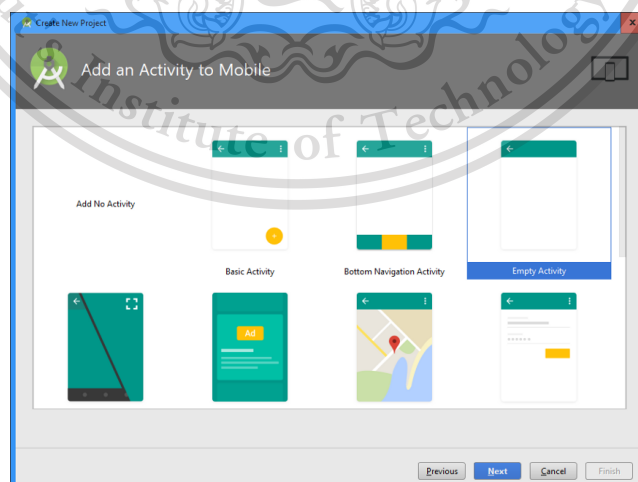 Create New Project
Add an Activity to Mobile
Institute of Technology
Add No Activity
Basic Activity
Bottom Navigation Activity
Empty Activity
Ad
Previous
Next
Cancel
Finish